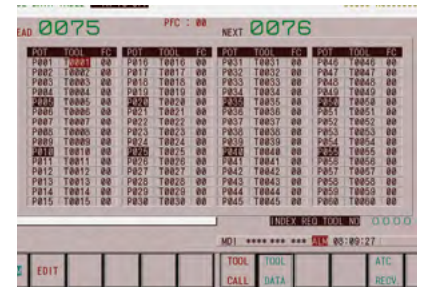 EAD 0075 PFC : 00 NEXT 0076
POT TOOL FC POT TOOL FC POT TOOL FC POT TOOL FC
P001 T0001 00 P016 T0016 00 P031 T0031 00 P046 T0046 00
P002 T0002 00 P017 T0017 00 P032 T0032 00 P047 T0047 00
P003 T0003 00 P018 T0018 00 P033 T0033 00 P048 T0048 00
P004 T0004 00 P019 T0019 00 P034 T0034 00 P049 T0049 00
P005 T0005 00 P020 T0020 00 P035 T0035 00 P050 T0050 00
P006 T0006 00 P021 T0021 00 P036 T0036 00 P051 T0051 00
P007 T0007 00 P022 T0022 00 P037 T0037 00 P052 T0052 00
P008 T0008 00 P023 T0023 00 P038 T0038 00 P053 T0053 00
P009 T0009 00 P024 T0024 00 P039 T0039 00 P054 T0054 00
P010 T0010 00 P025 T0025 00 P040 T0040 00 P055 T0055 00
P011 T0011 00 P026 T0026 00 P041 T0041 00 P056 T0056 00
P012 T0012 00 P027 T0027 00 P042 T0042 00 P057 T0057 00
P013 T0013 00 P028 T0028 00 P043 T0043 00 P058 T0058 00
P014 T0014 00 P029 T0029 00 P044 T0044 00 P059 T0059 00
P015 T0015 00 P030 T0030 00 P045 T0045 00 P060 T0060 00
INDEX REQ TOOL NO 0000
MDI **** *** *** ALM 05:09:27
EDIT TOOL CALL TOOL DATA ATC RECV